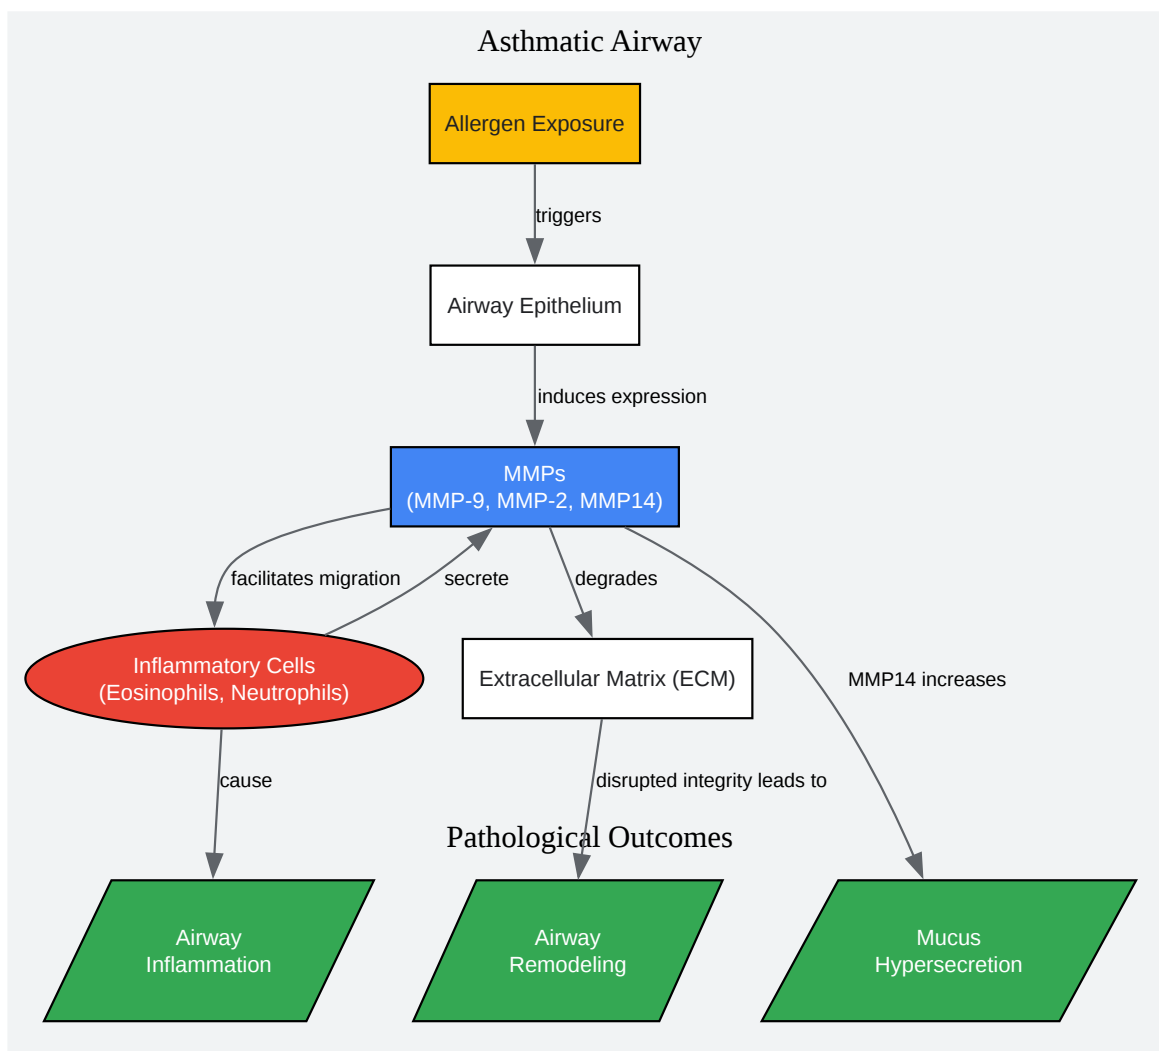 Asthmatic Airway
Allergen Exposure
triggers
Airway Epithelium
induces expression
MMPs
(MMP-9, MMP-2, MMP14)
facilitates migration
secrete
degrades
Inflammatory Cells
(Eosinophils, Neutrophils)
Extracellular Matrix (ECM)
MMP14 increases
cause
disrupted integrity leads to
Pathological Outcomes
Airway
Inflammation
Airway
Remodeling
Mucus
Hypersecretion